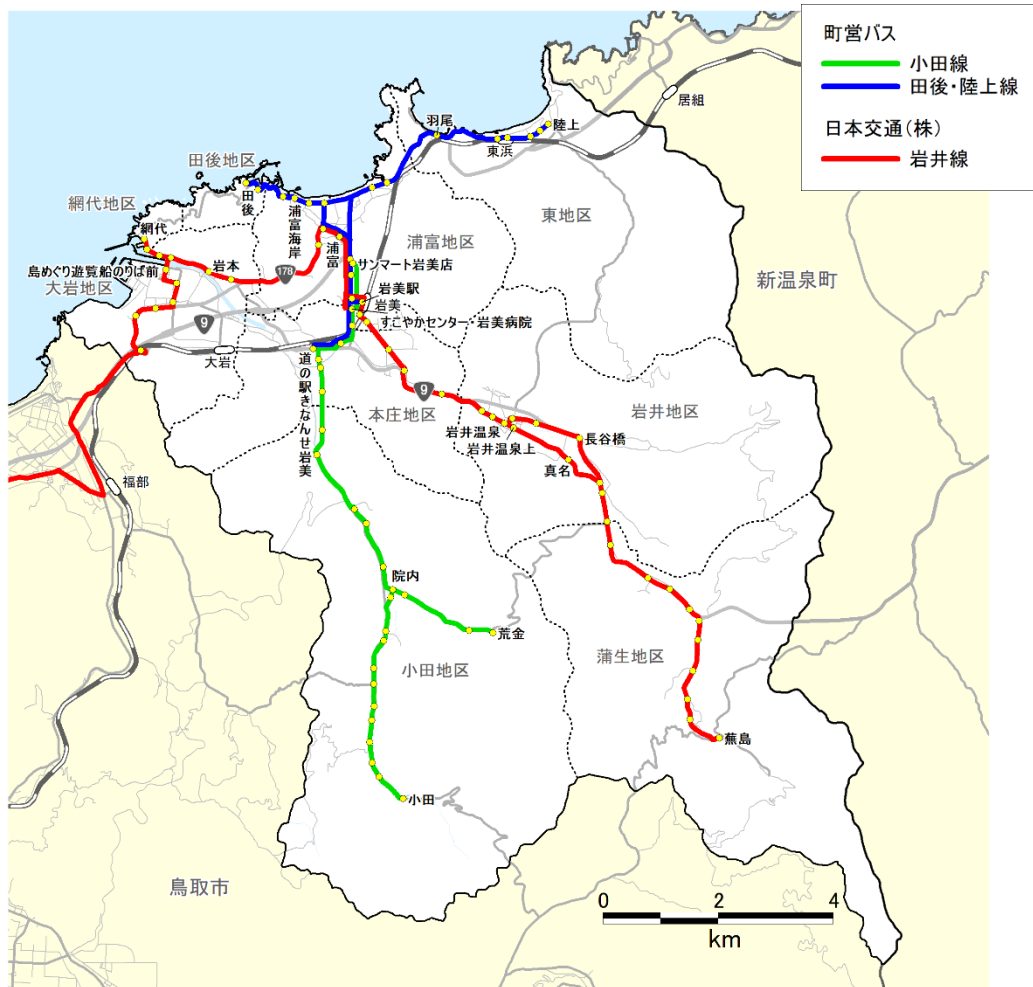 町営バス
小田線
田後・陸上線
日本交通(株)
岩井線
居組
羽尾
陸上
東浜
田後地区
田後
網代地区
網代
浦富海岸
浦富
浦富地区
東地区
島めぐり遊覧船のりば前
岩本
178
サンマート岩美店
新温泉町
大岩地区
岩美駅
岩美
すこやかセンター・岩美病院
9
大岩
道の駅きなんせ岩美
9
本庄地区
岩井地区
岩井温泉
長谷橋
岩井温泉上
真名
福部
院内
荒金
小田地区
蒲生地区
蕪島
小田
鳥取市
0 2 4
km